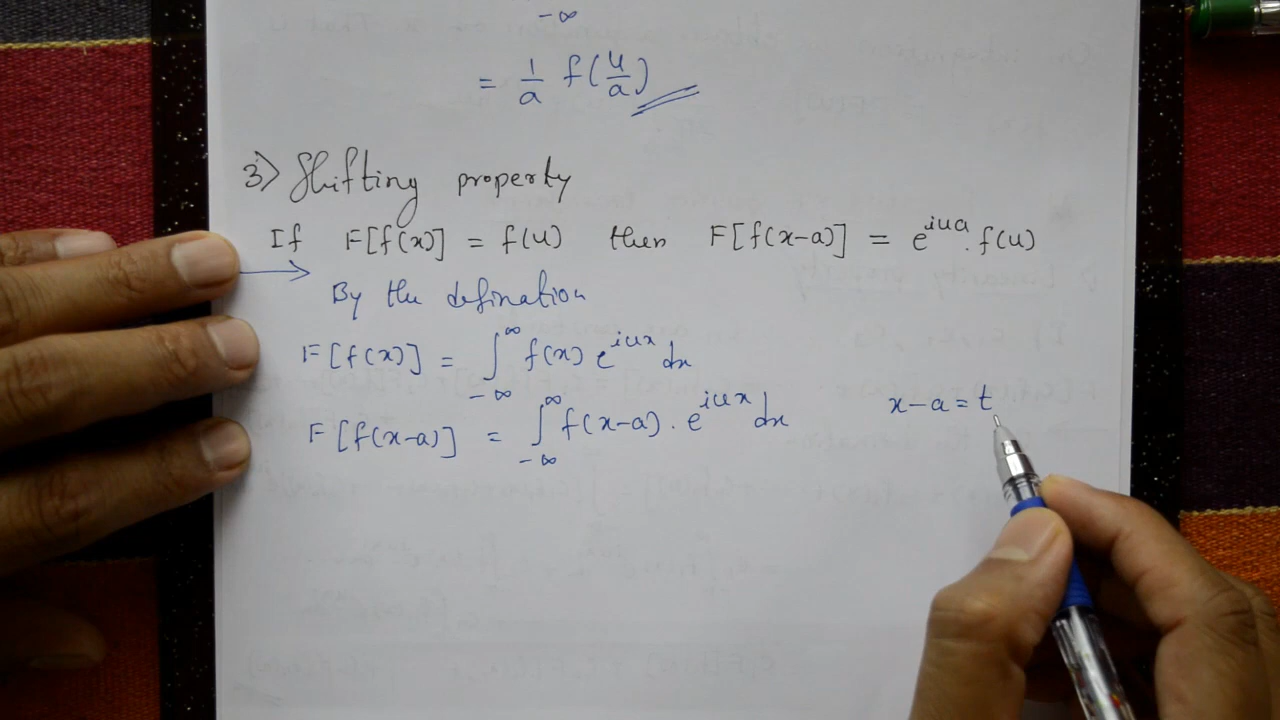 -∞
= 1/a f(u/a)
3) Shifting property
If F[f(x)] = f(u) then F[f(x-a)] = e^{iua}. f(u)
By the defination
F[f(x)] = ∫_{-∞}^{∞} f(x) e^{iux} dx
F[f(x-a)] = ∫_{-∞}^{∞} f(x-a). e^{iux} dx x-a = t